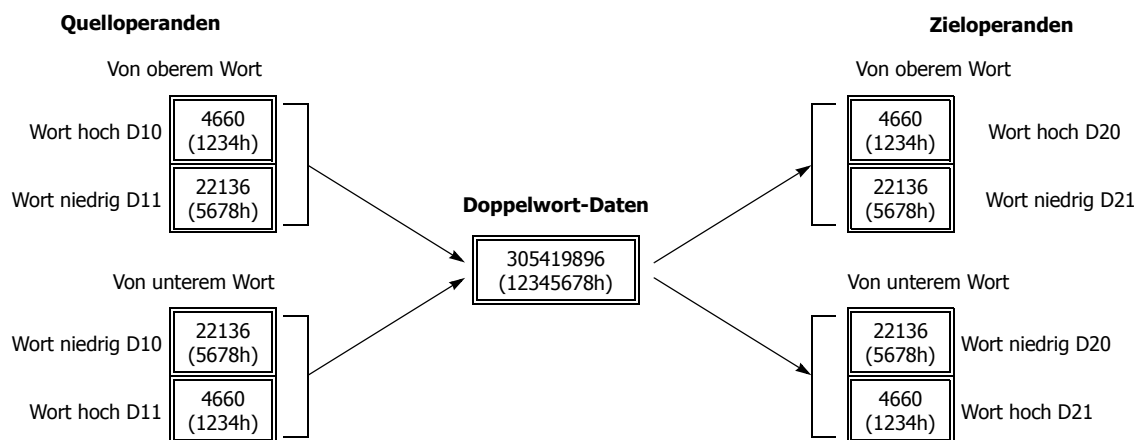 Quelloperanden
Zieloperanden
Von oberem Wort
Von oberem Wort
Wort hoch D10
4660
(1234h)
4660
(1234h)
Wort hoch D20
Wort niedrig D11
22136
(5678h)
22136
(5678h)
Wort niedrig D21
Doppelwort-Daten
305419896
(12345678h)
Von unterem Wort
Von unterem Wort
Wort niedrig D10
22136
(5678h)
22136
(5678h)
Wort niedrig D20
Wort hoch D11
4660
(1234h)
4660
(1234h)
Wort hoch D21